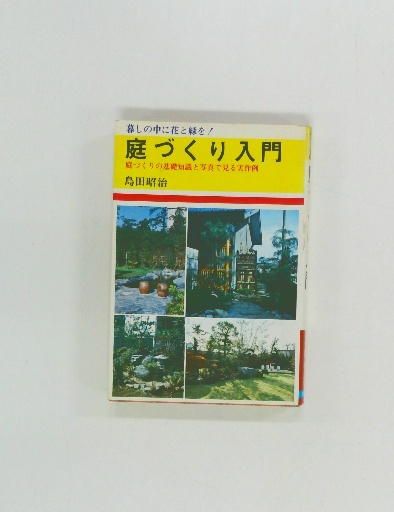 暮しの中に花と緑を！
庭づくり入門
庭づくりの基礎知識と写真で見る実作例
島田昭治